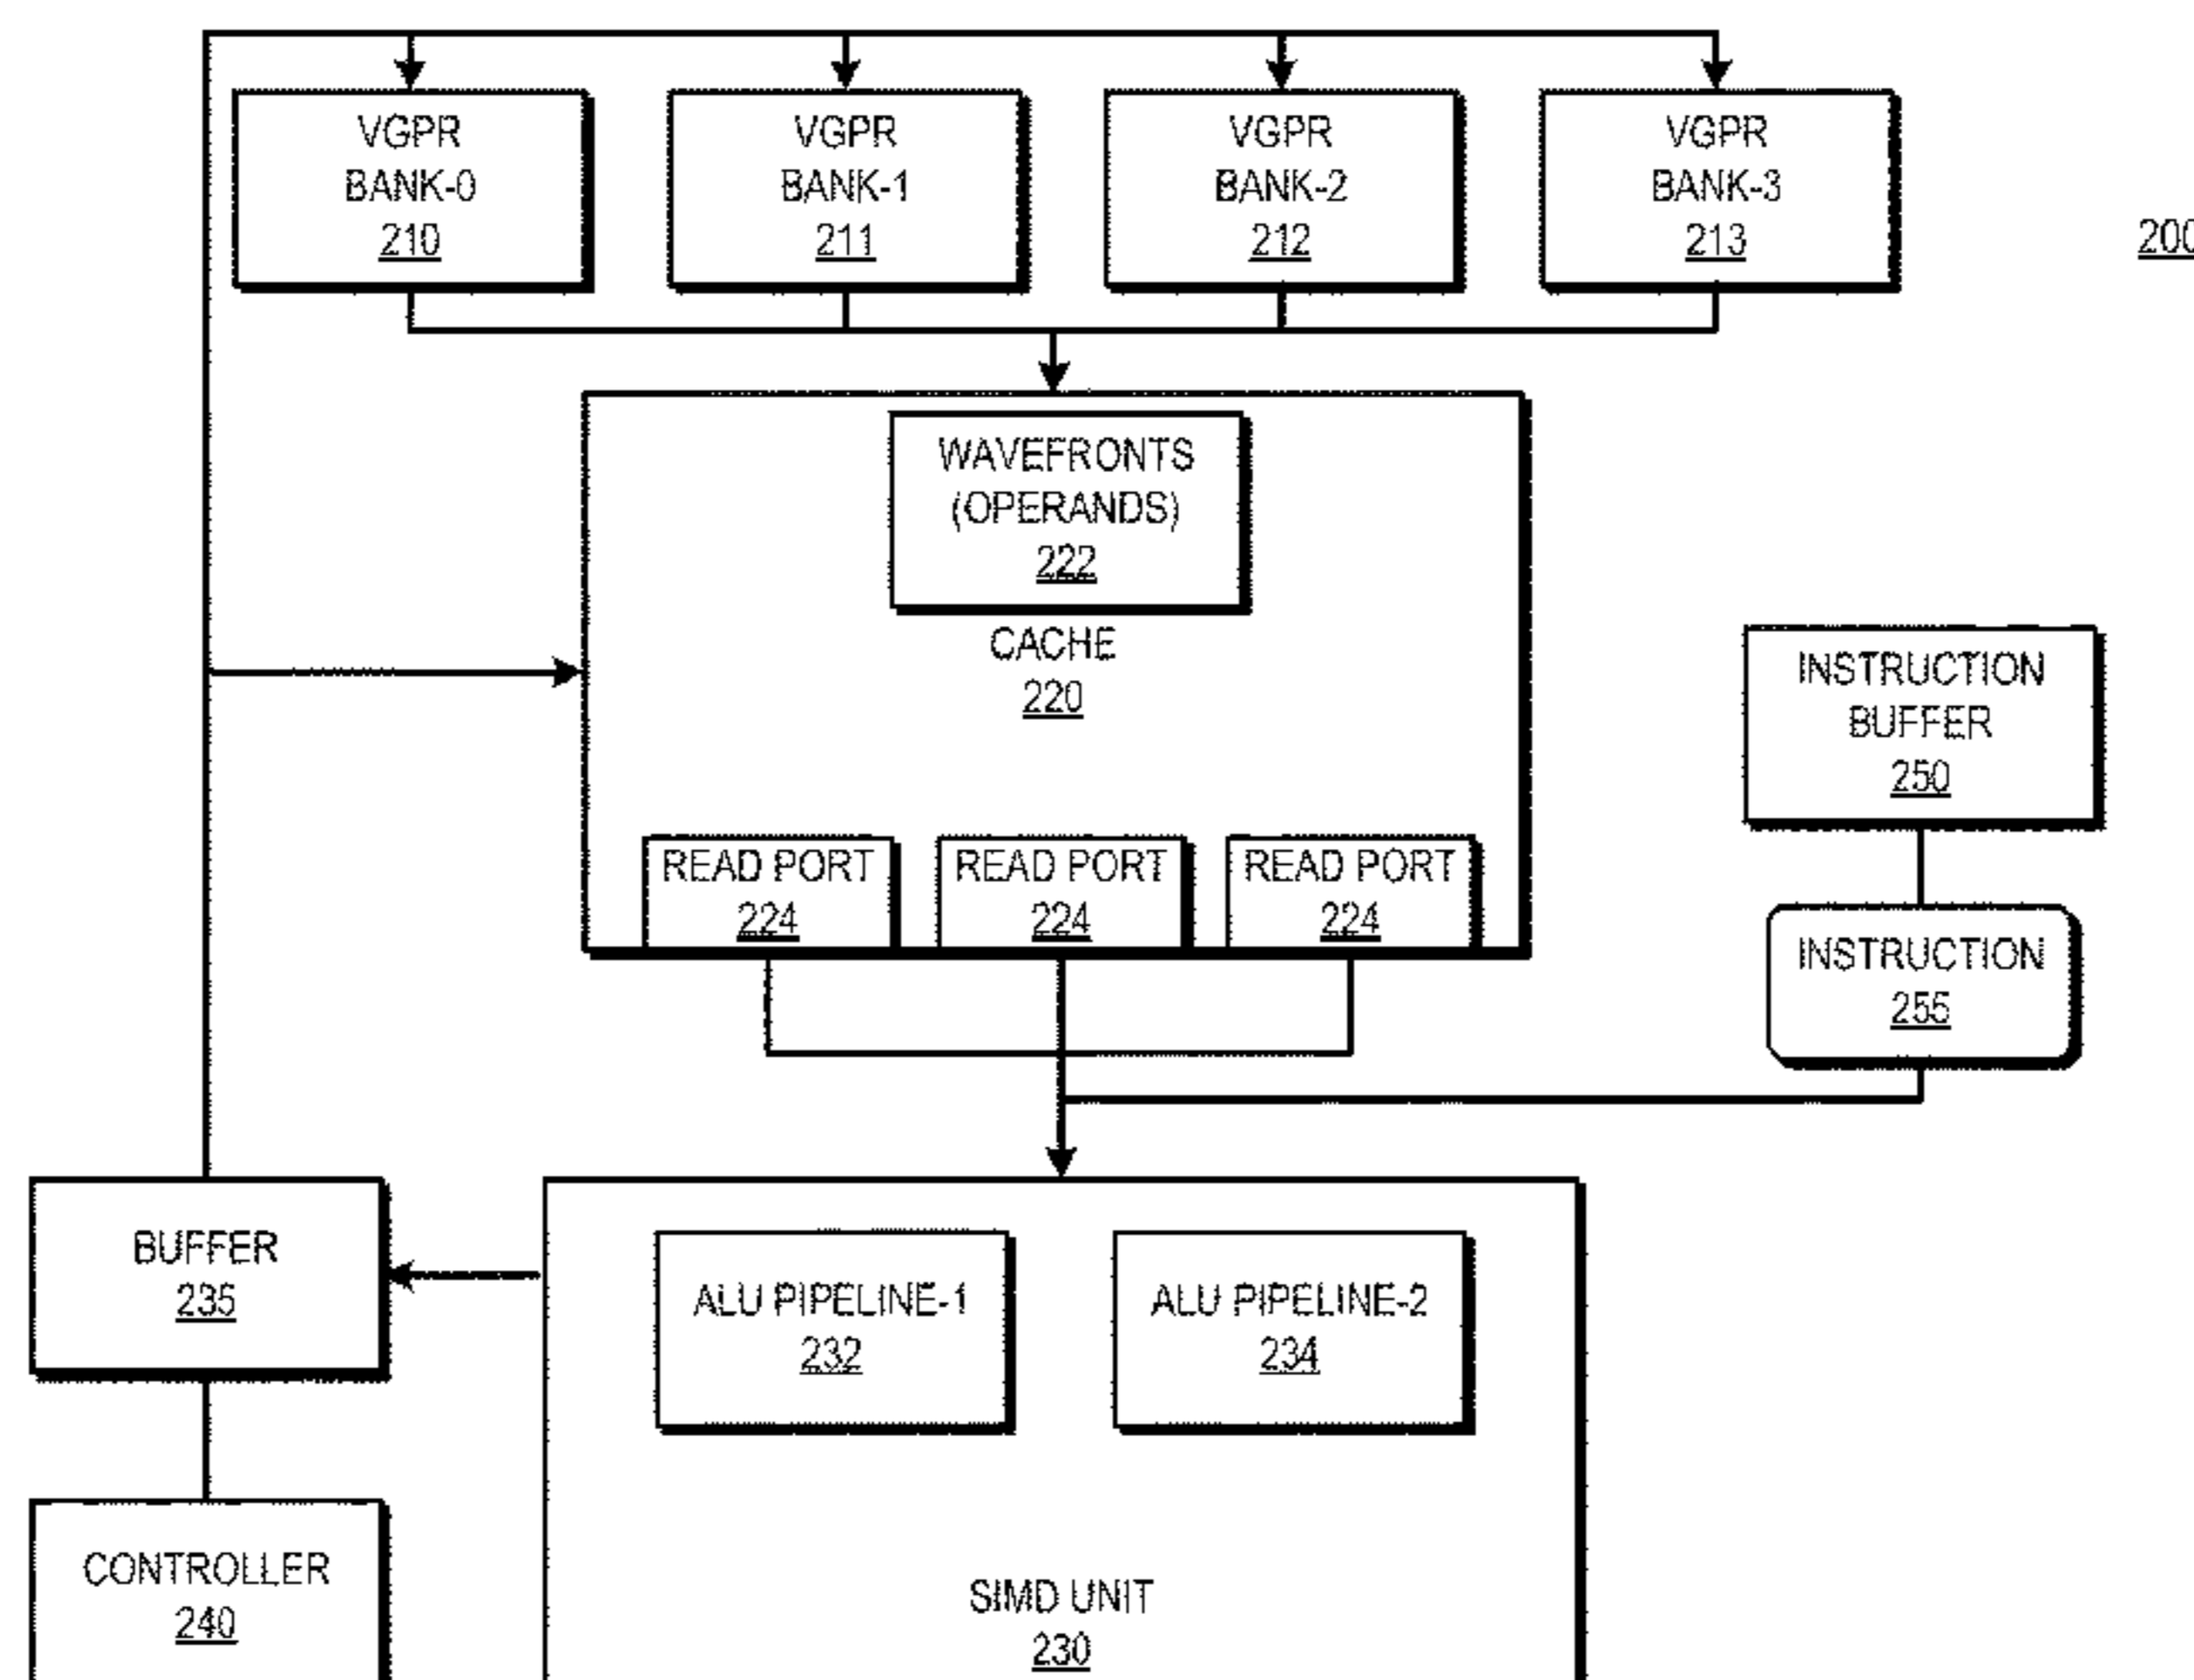 VGPR
BANK-0
210
VGPR
BANK-1
211
VGPR
BANK-2
212
VGPR
BANK-3
213
200
WAVEFRONTS
(OPERANDS)
222
CACHE
220
INSTRUCTION
BUFFER
250
READ PORT
224
READ PORT
224
READ PORT
224
INSTRUCTION
255
BUFFER
235
ALU PIPELINE-1
232
ALU PIPELINE-2
234
CONTROLLER
240
SIMD UNIT
230